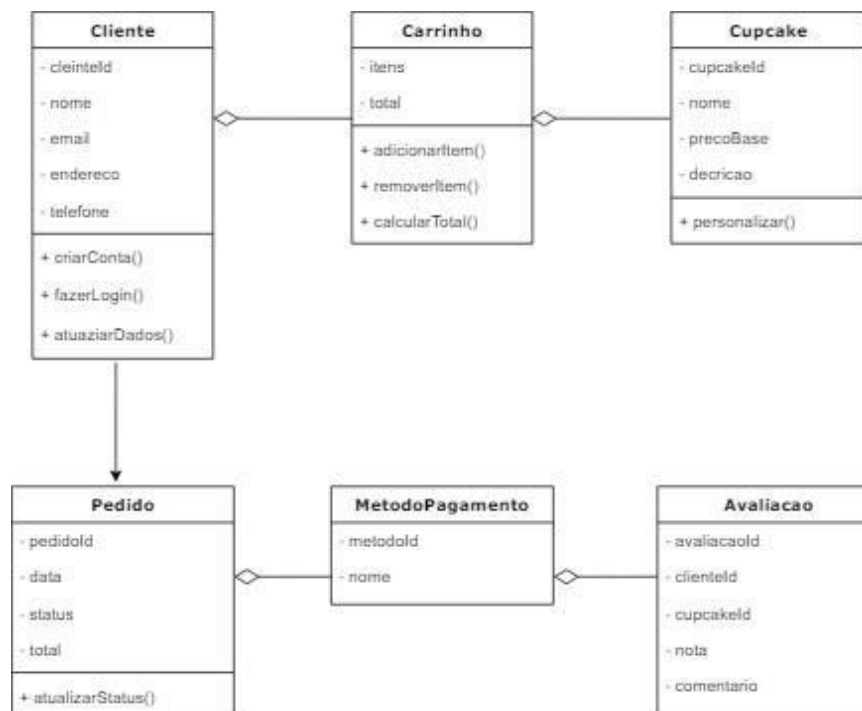 Cliente
- cleinteId
- nome
- email
- endereco
- telefone
+ criarConta()
+ fazerLogin()
+ atuaziarDados()
Carrinho
- itens
- total
+ adicionarItem()
+ removerItem()
+ calcularTotal()
Cupcake
- cupcakeId
- nome
- precoBase
- decricao
+ personalizar()
Pedido
- pedidoId
- data
- status
- total
+ atualizarStatus()
MetodoPagamento
- metodoId
- nome
Avaliacao
- avaliacaoId
- clienteId
- cupcakeId
- nota
- comentario